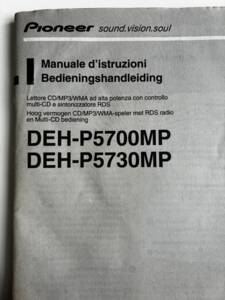 Pioneer sound.vision.soul
Manuale d'istruzioni
Bedieningshandleiding
Lettore CD/MP3/WMA ad alta potenza con controllo
multi-CD e sintonizzatore RDS
Hoog vermogen CD/MP3/WMA-speler met RDS radio
en Multi-CD bediening
DEH-P5700MP
DEH-P5730MP